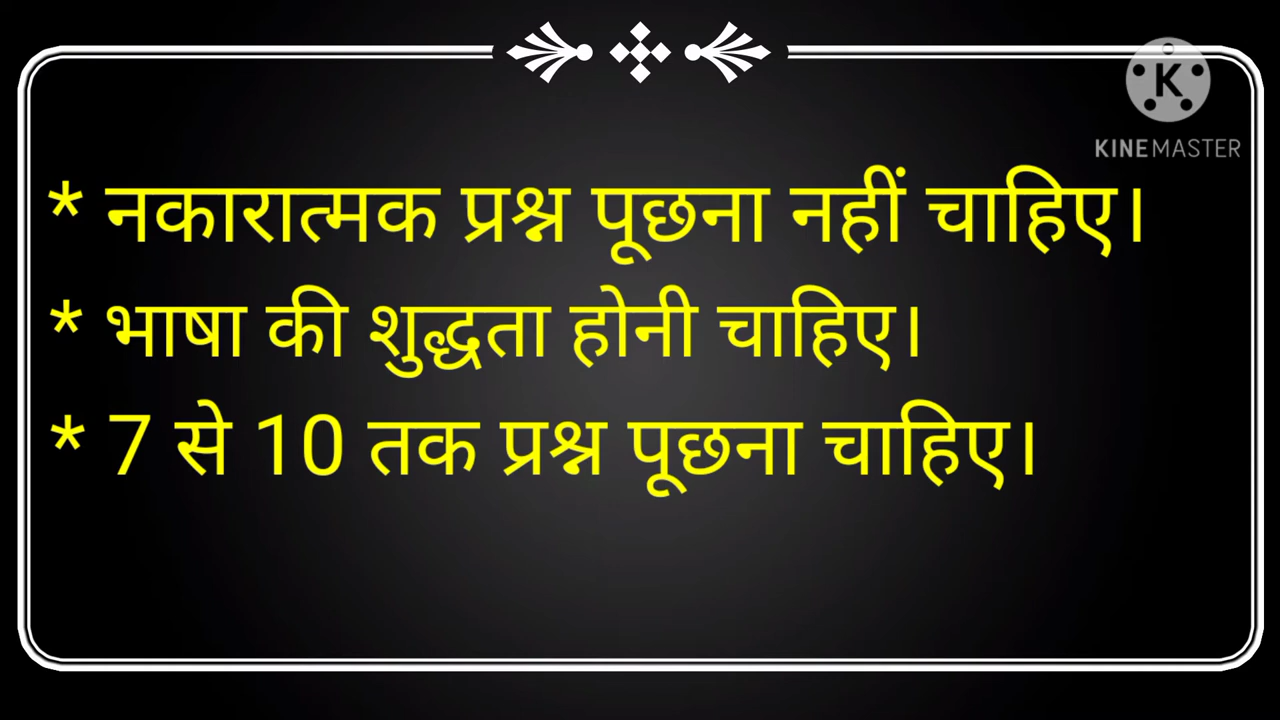 K
KINEMASTER
* नकारात्मक प्रश्न पूछना नहीं चाहिए।
* भाषा की शुद्धता होनी चाहिए।
* 7 से 10 तक प्रश्न पूछना चाहिए।